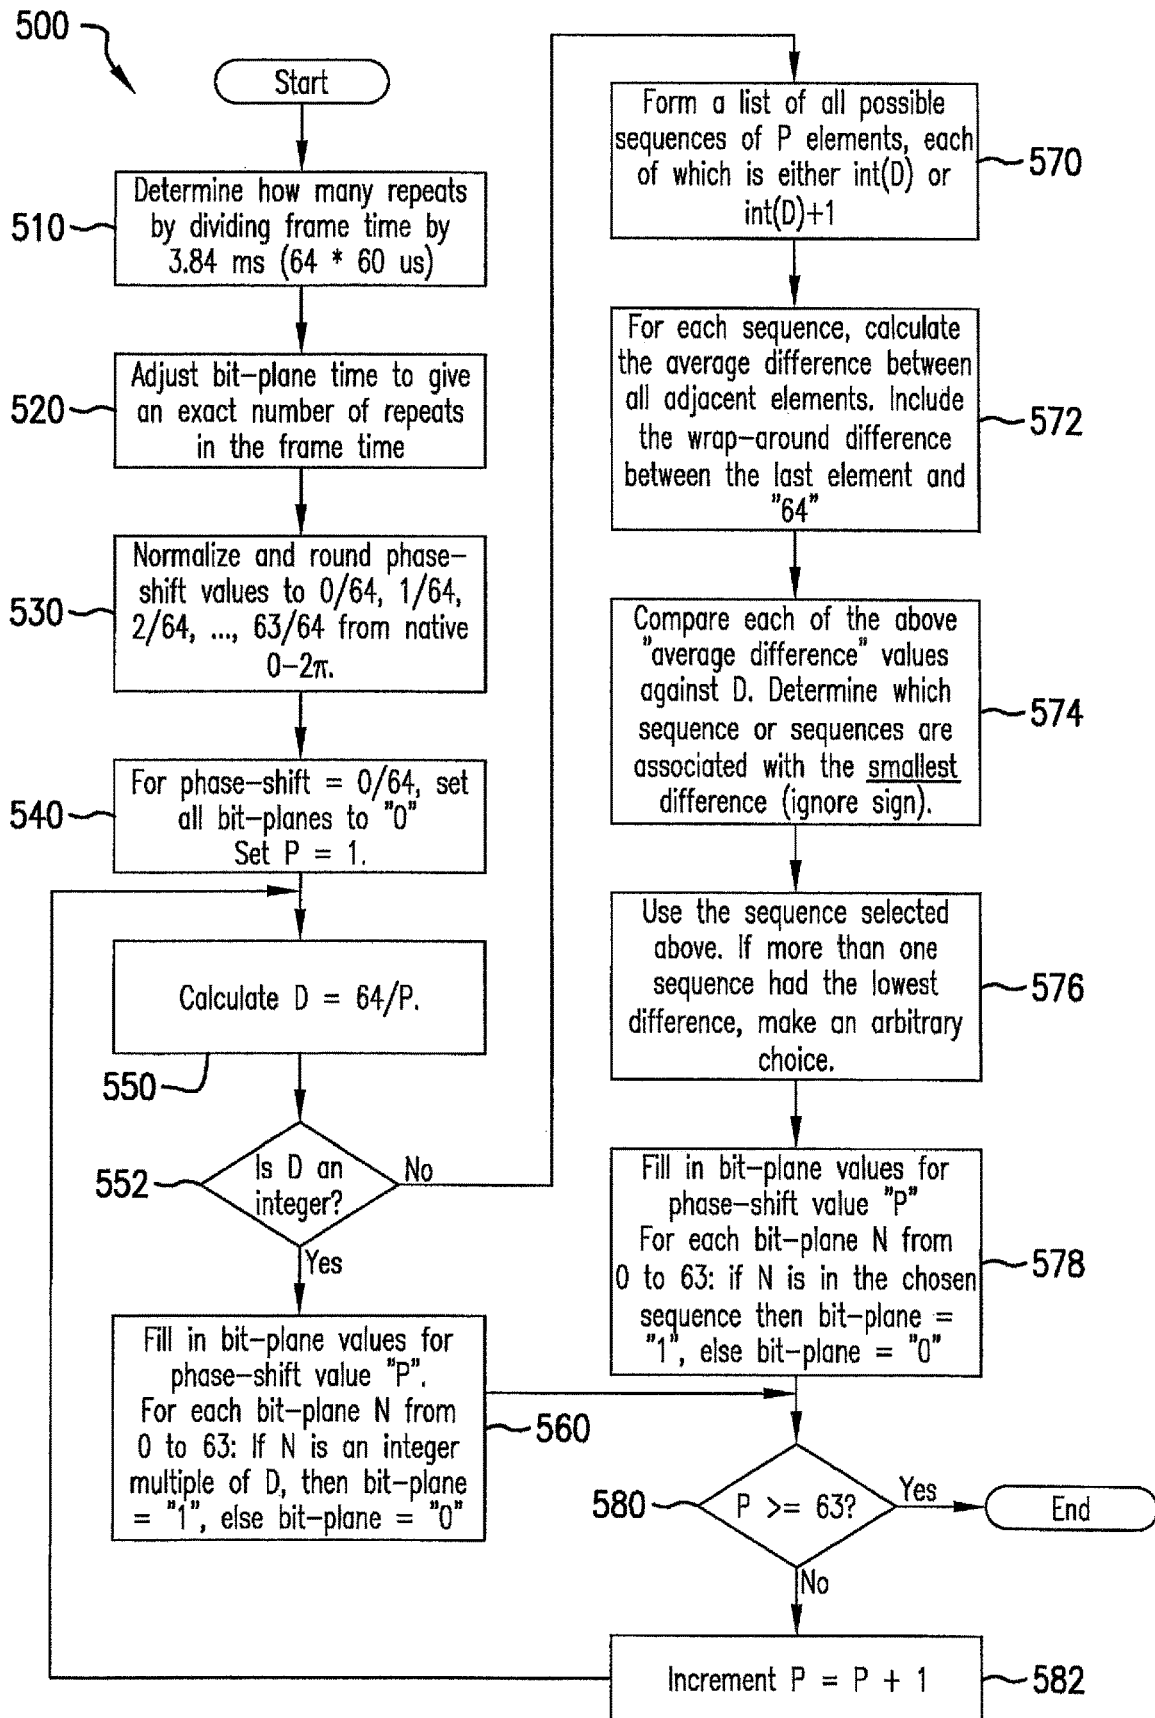 500
Start
510
Determine how many repeats
by dividing frame time by
3.84 ms (64 * 60 us)
520
Adjust bit-plane time to give
an exact number of repeats
in the frame time
530
Normalize and round phase-
shift values to 0/64, 1/64,
2/64, ..., 63/64 from native
0-2π.
540
For phase-shift = 0/64, set
all bit-planes to "0"
Set P = 1.
Calculate D = 64/P.
550
552
Is D an
integer?
No
Yes
Fill in bit-plane values for
phase-shift value "P".
For each bit-plane N from
0 to 63: If N is an integer
multiple of D, then bit-plane
= "1", else bit-plane = "0"
560
Form a list of all possible
sequences of P elements, each
of which is either int(D) or
int(D)+1
570
For each sequence, calculate
the average difference between
all adjacent elements. Include
the wrap-around difference
between the last element and
"64"
572
Compare each of the above
"average difference" values
against D. Determine which
sequence or sequences are
associated with the smallest
difference (ignore sign).
574
Use the sequence selected
above. If more than one
sequence had the lowest
difference, make an arbitrary
choice.
576
Fill in bit-plane values for
phase-shift value "P"
For each bit-plane N from
0 to 63: if N is in the chosen
sequence then bit-plane =
"1", else bit-plane = "0"
578
580
P >= 63?
Yes
End
No
Increment P = P + 1
582